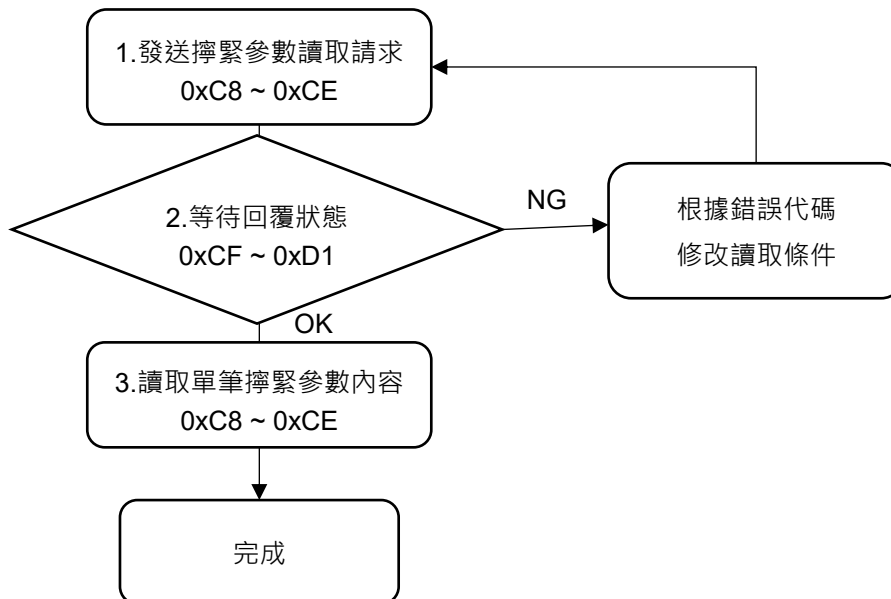 1.發送擰緊參數讀取請求
0xC8 ~ 0xCE
2.等待回覆狀態
0xCF ~ 0xD1
NG
根據錯誤代碼
修改讀取條件
OK
3.讀取單筆擰緊參數內容
0xC8 ~ 0xCE
完成